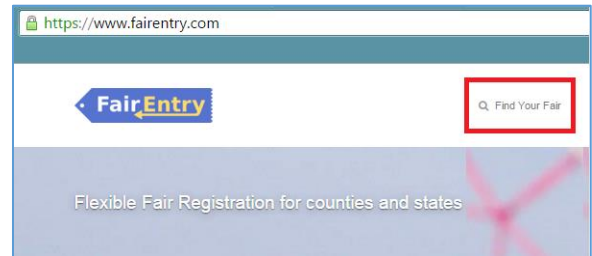 https://www.fairentry.com
FairEntry
Find Your Fair
Flexible Fair Registration for counties and states